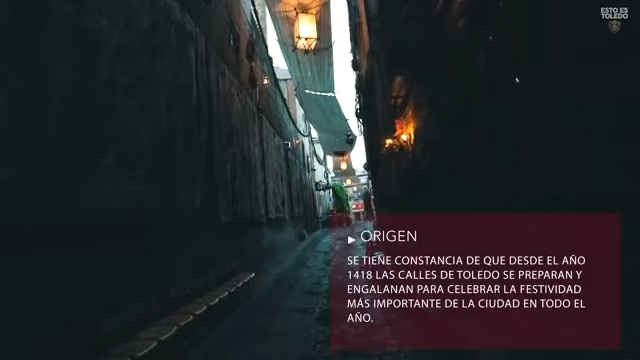 ESTO ES
TOLEDO
ORIGEN
SE TIENE CONSTANCIA DE QUE DESDE EL AÑO
1418 LAS CALLES DE TOLEDO SE PREPARAN Y
ENGALANAN PARA CELEBRAR LA FESTIVIDAD
MÁS IMPORTANTE DE LA CIUDAD EN TODO EL
AÑO.